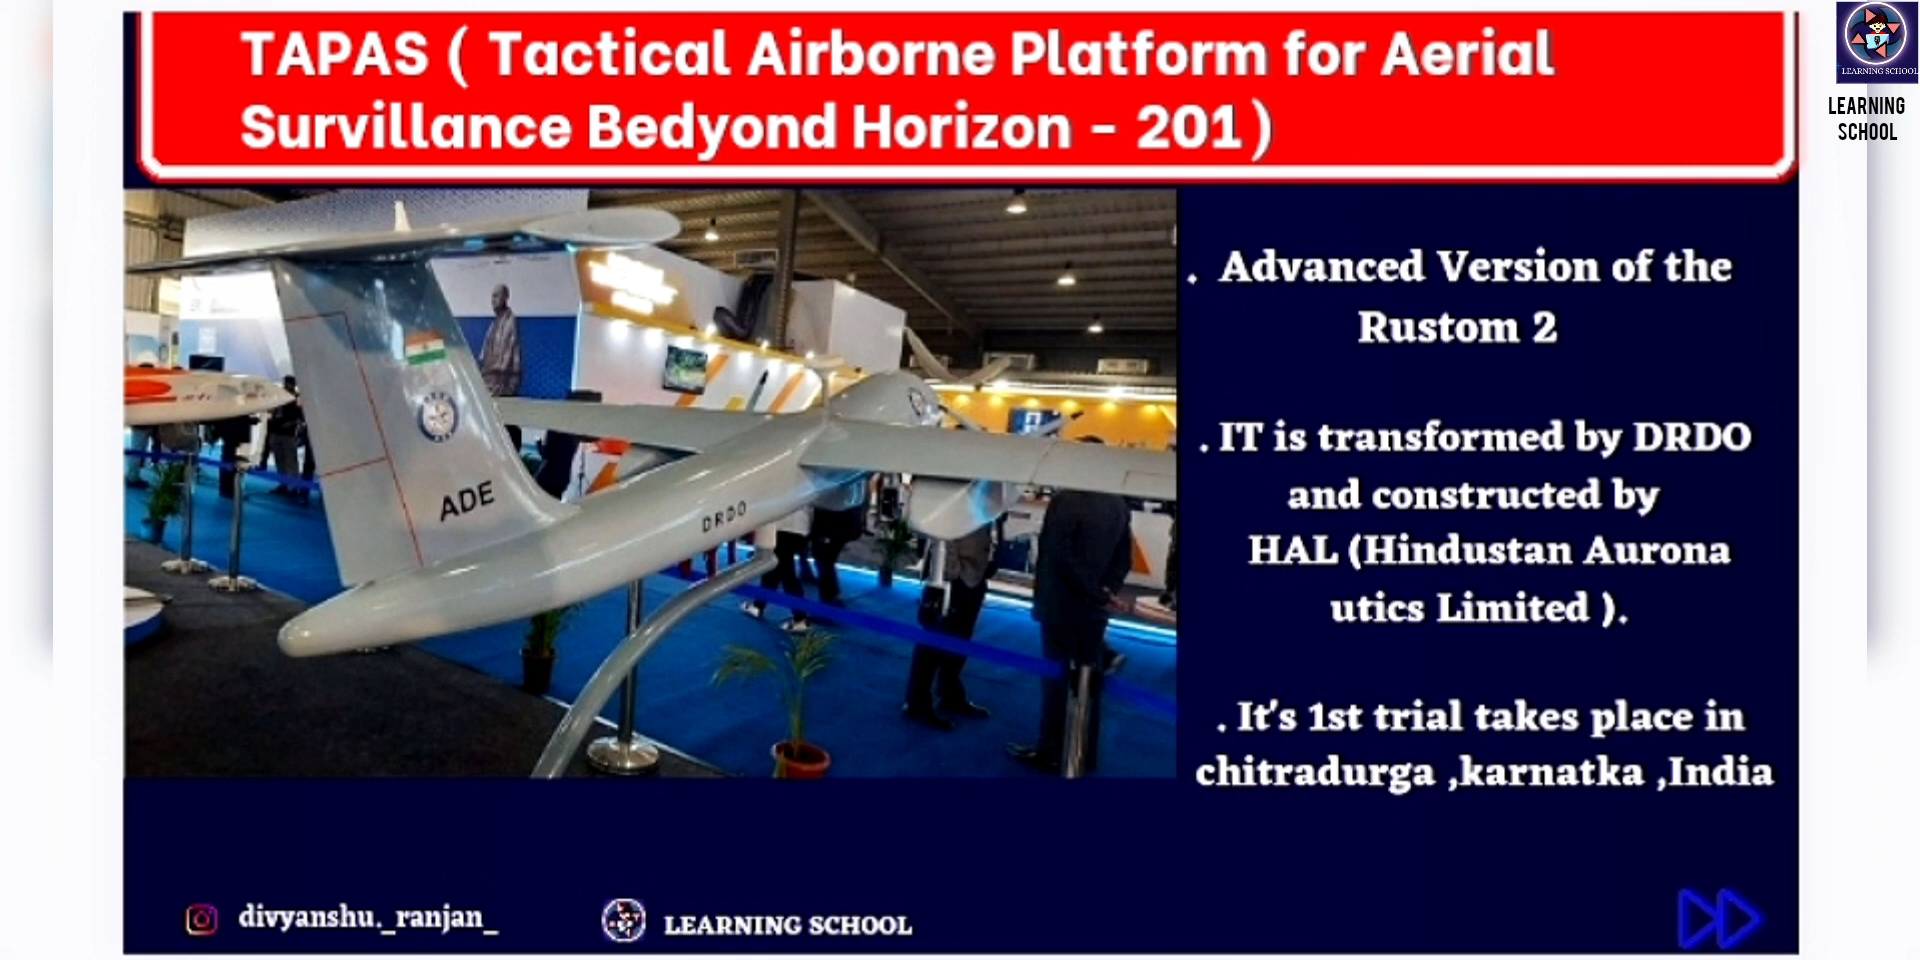 TAPAS ( Tactical Airborne Platform for Aerial
Survillance Bedyond Horizon - 201)
LEARNING SCHOOL
LEARNING
SCHOOL
. Advanced Version of the
Rustom 2
. IT is transformed by DRDO
and constructed by
HAL (Hindustan Aurona
utics Limited ).
. It's 1st trial takes place in
chitradurga ,karnatka ,India
ADE
DRDO
divyanshu._ranjan_
LEARNING SCHOOL